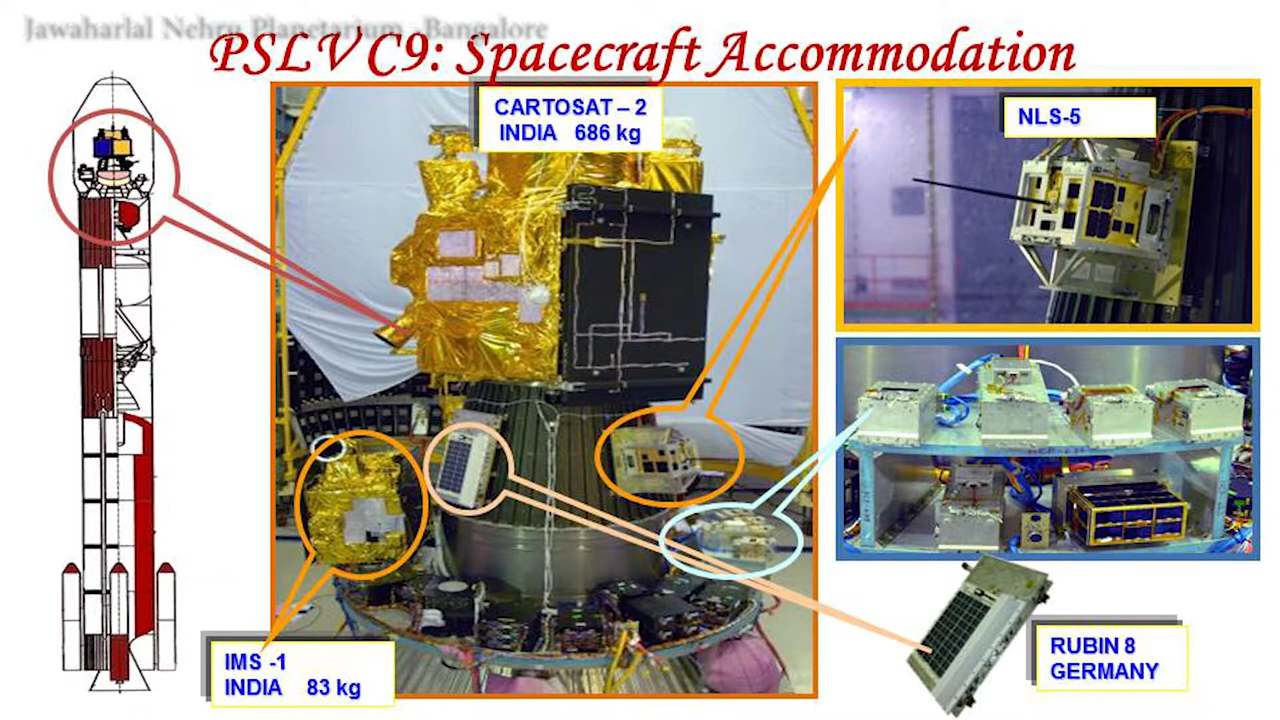 Jawaharlal Nehru Planetarium - Bangalore
PSLV C9: Spacecraft Accommodation
CARTOSAT – 2
INDIA 686 kg
NLS-5
IMS -1
INDIA 83 kg
RUBIN 8
GERMANY